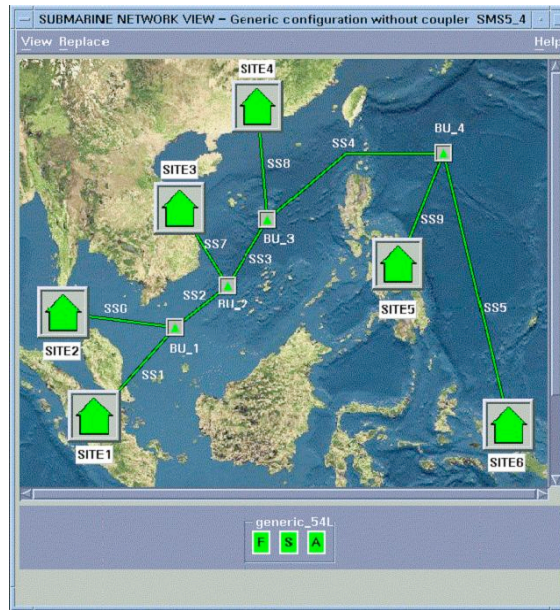 SUBMARINE NETWORK VIEW – Generic configuration without coupler SMS5_4
View Replace Help
SITE4
SS4
BU_4
SS8
SITE3
BU_3
SS9
SS7
SS3
SS2
BU_2
SS6
SITE5
SS5
BU_1
SITE2
SS1
SITE1
SITE6
generic_54L
F S A